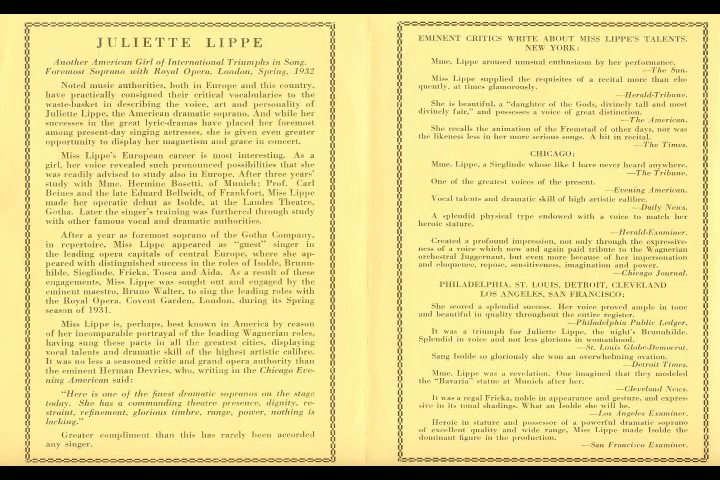 JULIETTE LIPPE
Another American Girl of International Triumphs in Song.
Foremost Soprano with Royal Opera, London, Spring, 1932
Noted music authorities, both in Europe and this country,
have practically consigned their critical vocabularies to the
waste-basket in describing the voice, art and personality of
Juliette Lippe, the American dramatic soprano. And while her
successes in the great lyric-dramas have placed her foremost
among present-day singing actresses, she is given even greater
opportunity to display her magnetism and grace in concert.
Miss Lippe's European career is most interesting. As a
girl, her voice revealed such pronounced possibilities that she
was readily advised to study also in Europe. After three years'
study with Mme. Hermine Bosetti, of Munich; Prof. Carl
Beines and the late Eduard Bellwidt, of Frankfort, Miss Lippe
made her operatic debut as Isolde, at the Landes Theatre,
Gotha. Later the singer's training was furthered through study
with other famous vocal and dramatic authorities.
After a year as foremost soprano of the Gotha Company,
in repertoire, Miss Lippe appeared as "guest" singer in
the leading opera capitals of central Europe, where she ap-
peared with distinguished success in the roles of Isolde, Brunn-
hilde, Sieglinde, Fricka, Tosca and Aida. As a result of these
engagements, Miss Lippe was sought out and engaged by the
eminent maestro, Bruno Walter, to sing the leading roles with
the Royal Opera, Covent Garden, London, during its Spring
season of 1931.
Miss Lippe is, perhaps, best known in America by reason
of her incomparable portrayal of the leading Wagnerian roles,
having sung these parts in all the greatest cities, displaying
vocal talents and dramatic skill of the highest artistic calibre.
It was no less a seasoned critic and grand opera authority than
the eminent Herman Devries, who, writing in the Chicago Eve-
ning American said:
"Here is one of the finest dramatic sopranos on the stage
today. She has a commanding theatre presence, dignity, re-
straint, refinement, glorious timbre, range, power, nothing is
lacking."
Greater compliment than this has rarely been accorded
any singer.
EMINENT CRITICS WRITE ABOUT MISS LIPPE'S TALENTS.
NEW YORK:
Mme. Lippe aroused unusual enthusiasm by her performance.
—The Sun.
Miss Lippe supplied the requisites of a recital more than elo-
quently, at times glamorously.
—Herald-Tribune.
She is beautiful, a "daughter of the Gods, divinely tall and most
divinely fair," and possesses a voice of great distinction.
—The American.
She recalls the animation of the Fremstad of other days, nor was
the likeness less in her more serious songs. A hit in recital.
—The Times.
CHICAGO:
Mme. Lippe, a Sieglinde whose like I have never heard anywhere.
—The Tribune.
One of the greatest voices of the present.
—Evening American.
Vocal talents and dramatic skill of high artistic calibre.
—Daily News.
A splendid physical type endowed with a voice to match her
heroic stature.
—Herald-Examiner.
Created a profound impression, not only through the expressive-
ness of a voice which now and again paid tribute to the Wagnerian
orchestral Juggernaut, but even more because of her impersonation
and eloquence, repose, sensitiveness, imagination and power.
—Chicago Journal.
PHILADELPHIA, ST. LOUIS, DETROIT, CLEVELAND
LOS ANGELES, SAN FRANCISCO:
She scored a splendid success. Her voice proved ample in tone
and beautiful in quality throughout the entire register.
—Philadelphia Public Ledger.
It was a triumph for Juliette Lippe, the night's Brunnhilde.
Splendid in voice and not less glorious in womanhood.
—St. Louis Globe-Democrat.
Sang Isolde so gloriously she won an overwhelming ovation.
—Detroit Times.
Mme. Lippe was a revelation. One imagined that they modeled
the "Bavaria" statue at Munich after her.
—Cleveland News.
It was a regal Fricka, noble in appearance and gesture, and expres-
sive in its tonal shadings. What an Isolde she will be.
—Los Angeles Examiner.
Heroic in stature and possessor of a powerful dramatic soprano
of excellent quality and wide range, Miss Lippe made Isolde the
dominant figure in the production.
—San Francisco Examiner.